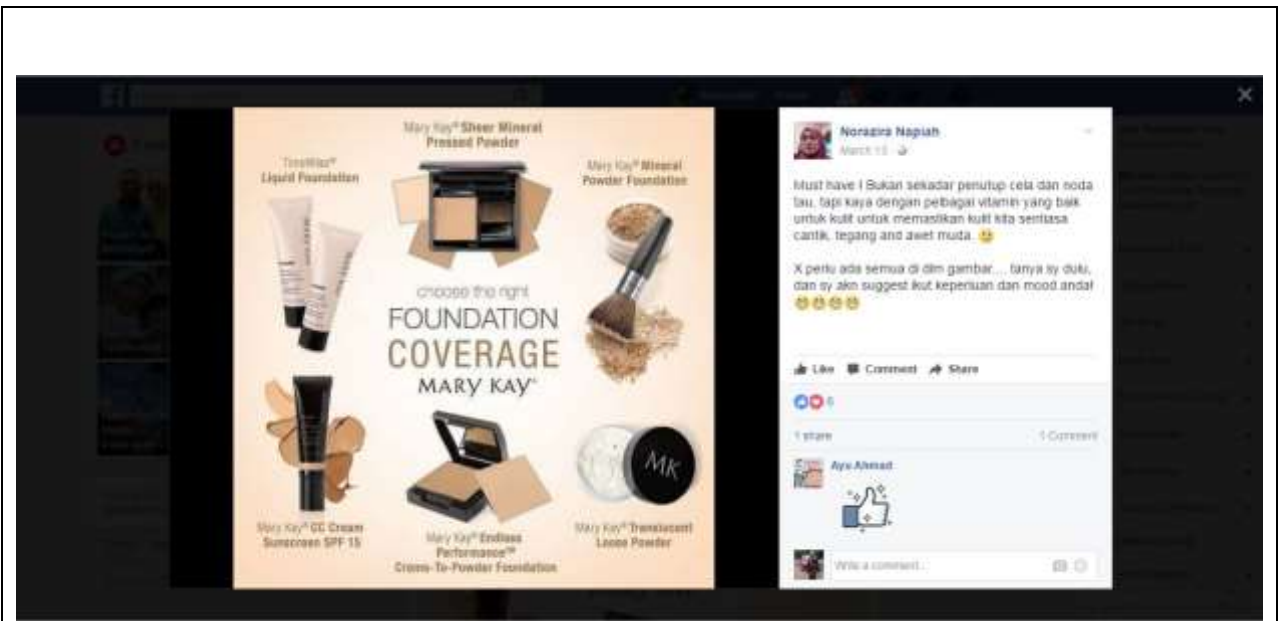 Mary Kay® Sheer Mineral
Pressed Powder
TimeWise®
Liquid Foundation
Mary Kay® Mineral
Powder Foundation
choose the right
FOUNDATION
COVERAGE
MARY KAY®
MK
Mary Kay® CC Cream
Sunscreen SPF 15
Mary Kay® Endless
Performance™
Creme-To-Powder Foundation
Mary Kay® Translucent
Loose Powder
Norazira Napiah
March 15
Must have ! Bukan sekadar penutup cela dan noda
tau, tapi kaya dengan pelbagai vitamin yang baik
untuk kulit untuk memastikan kulit kita sentiasa
cantik, tegang and awet muda. 😉
X perlu ada semua di dlm gambar.... tanya sy dulu,
dan sy akn suggest ikut keperluan dan mood anda!
😁😁😁😁
Like Comment Share
6
1 share 1 Comment
Ayu Ahmad
Write a comment...